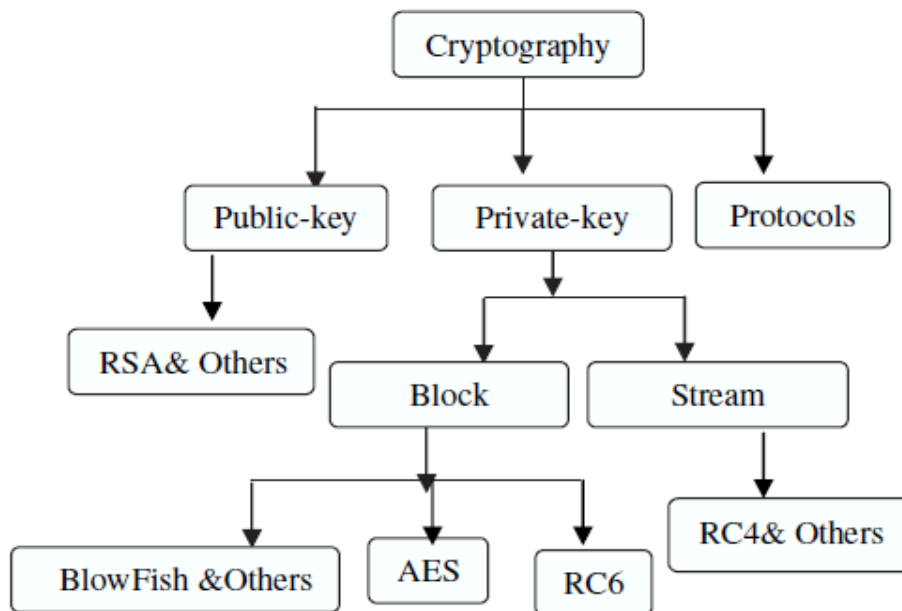 Cryptography
Public-key
Private-key
Protocols
RSA& Others
Block
Stream
BlowFish &Others
AES
RC6
RC4& Others